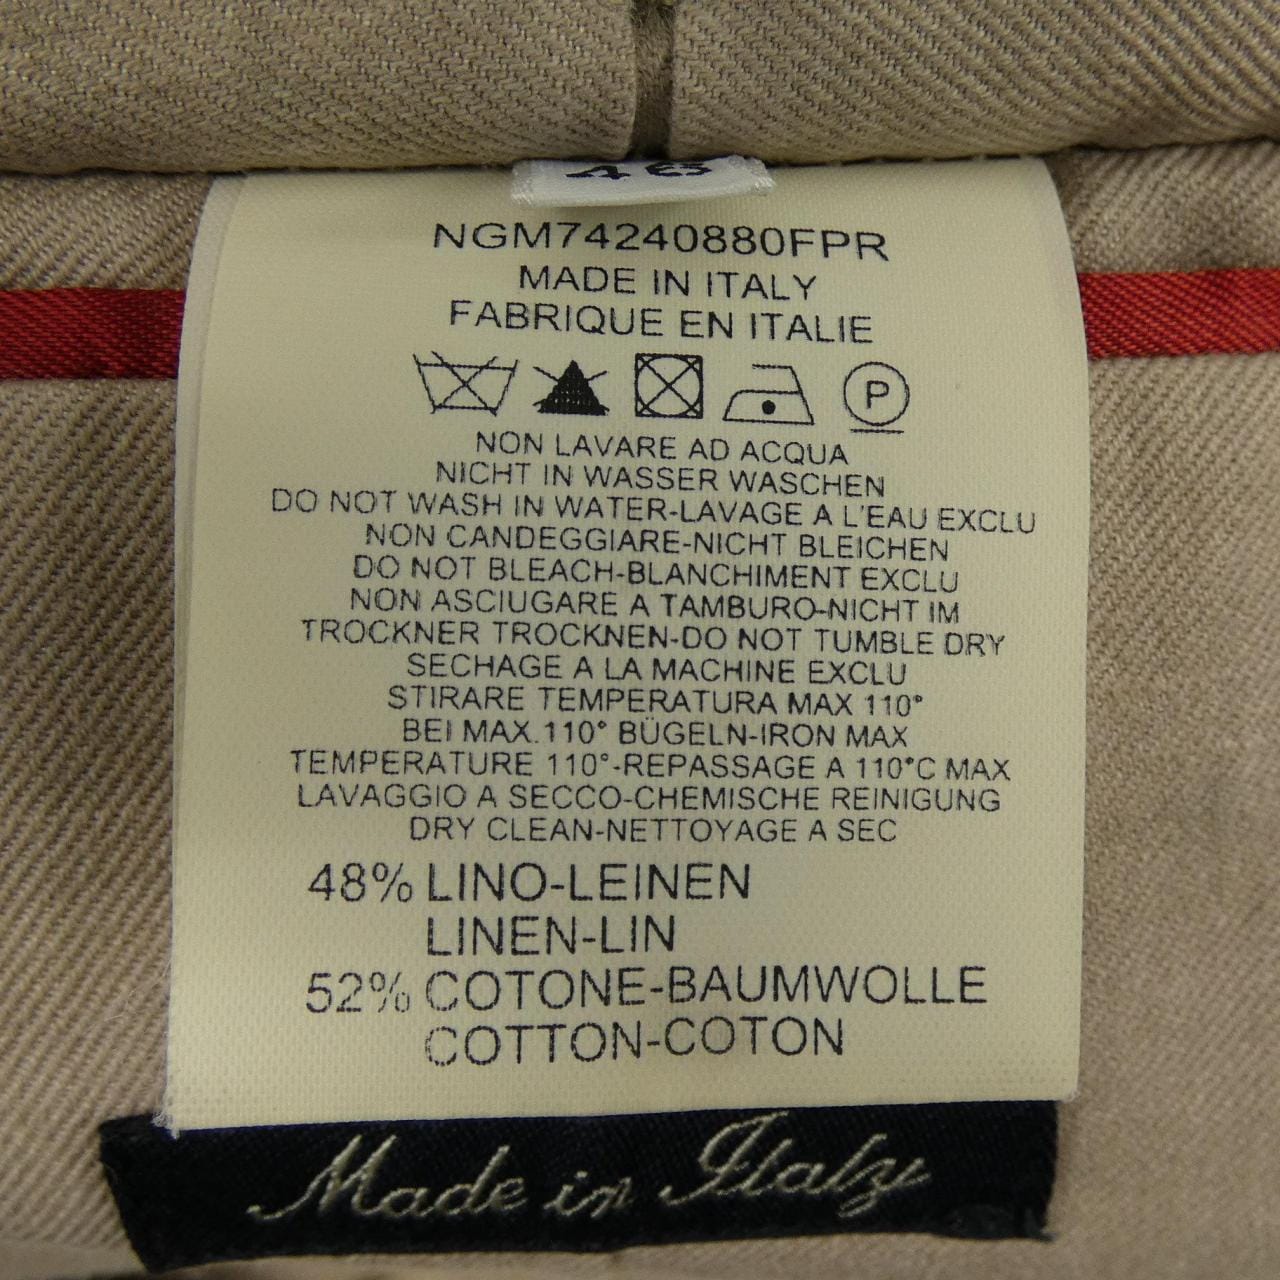 46
NGM74240880FPR
MADE IN ITALY
FABRIQUE EN ITALIE
P
NON LAVARE AD ACQUA
NICHT IN WASSER WASCHEN
DO NOT WASH IN WATER-LAVAGE A L'EAU EXCLU
NON CANDEGGIARE-NICHT BLEICHEN
DO NOT BLEACH-BLANCHIMENT EXCLU
NON ASCIUGARE A TAMBURO-NICHT IM
TROCKNER TROCKNEN-DO NOT TUMBLE DRY
SECHAGE A LA MACHINE EXCLU
STIRARE TEMPERATURA MAX 110°
BEI MAX.110° BÜGELN-IRON MAX
TEMPERATURE 110°-REPASSAGE A 110°C MAX
LAVAGGIO A SECCO-CHEMISCHE REINIGUNG
DRY CLEAN-NETTOYAGE A SEC
48% LINO-LEINEN
LINEN-LIN
52% COTONE-BAUMWOLLE
COTTON-COTON
Made in Italy